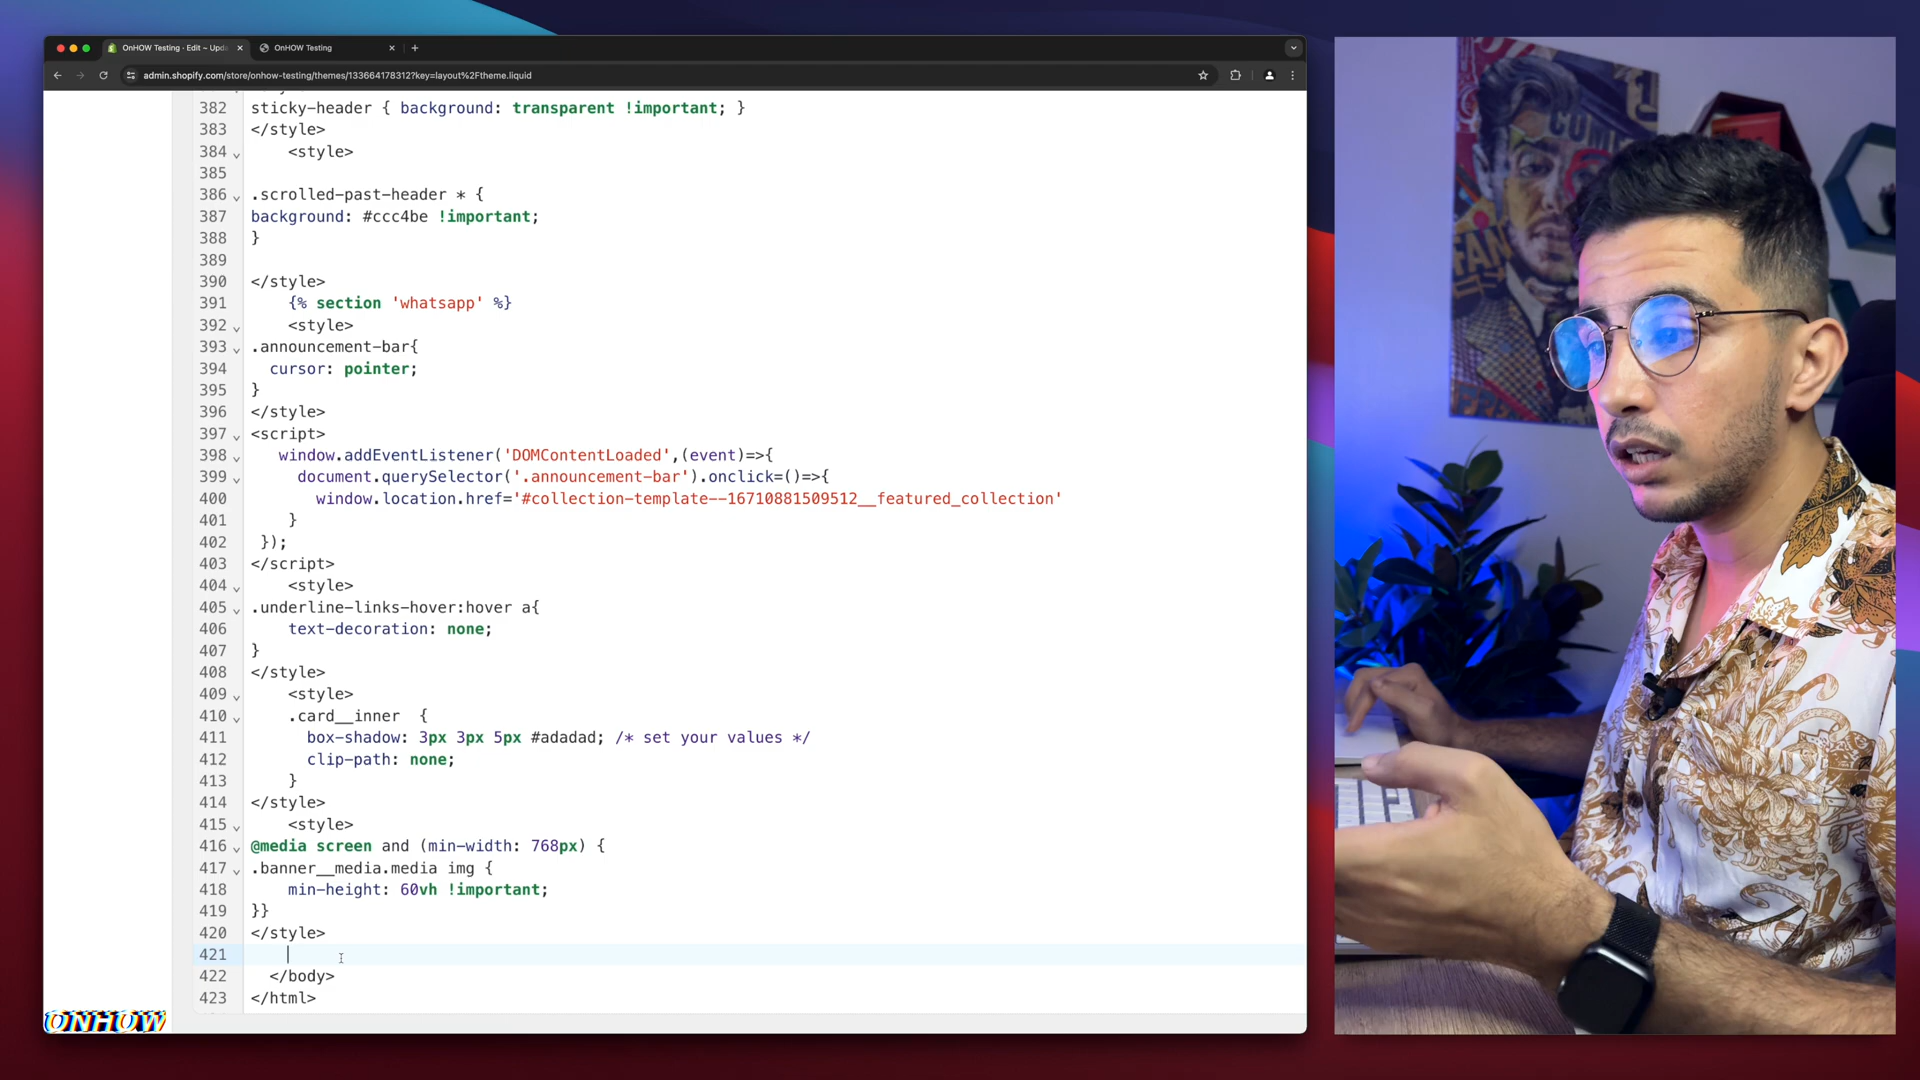 OnHOW Testing · Edit ~ Upd
OnHOW Testing
admin.shopify.com/store/onhow-testing/themes/133664178312?key=layout%2Ftheme.liquid
382 sticky-header { background: transparent !important; }
383 </style>
384 <style>
385
386 .scrolled-past-header * {
387 background: #ccc4be !important;
388 }
389
390 </style>
391 {% section 'whatsapp' %}
392 <style>
393 .announcement-bar{
394 cursor: pointer;
395 }
396 </style>
397 <script>
398 window.addEventListener('DOMContentLoaded',(event)=>{
399 document.querySelector('.announcement-bar').onclick=()=>{
400 window.location.href='#collection-template--16710881509512__featured_collection'
401 }
402 });
403 </script>
404 <style>
405 .underline-links-hover:hover a{
406 text-decoration: none;
407 }
408 </style>
409 <style>
410 .card__inner {
411 box-shadow: 3px 3px 5px #adadad; /* set your values */
412 clip-path: none;
413 }
414 </style>
415 <style>
416 @media screen and (min-width: 768px) {
417 .banner__media.media img {
418 min-height: 60vh !important;
419 }}
420 </style>
421
422 </body>
423 </html>
ONHOW